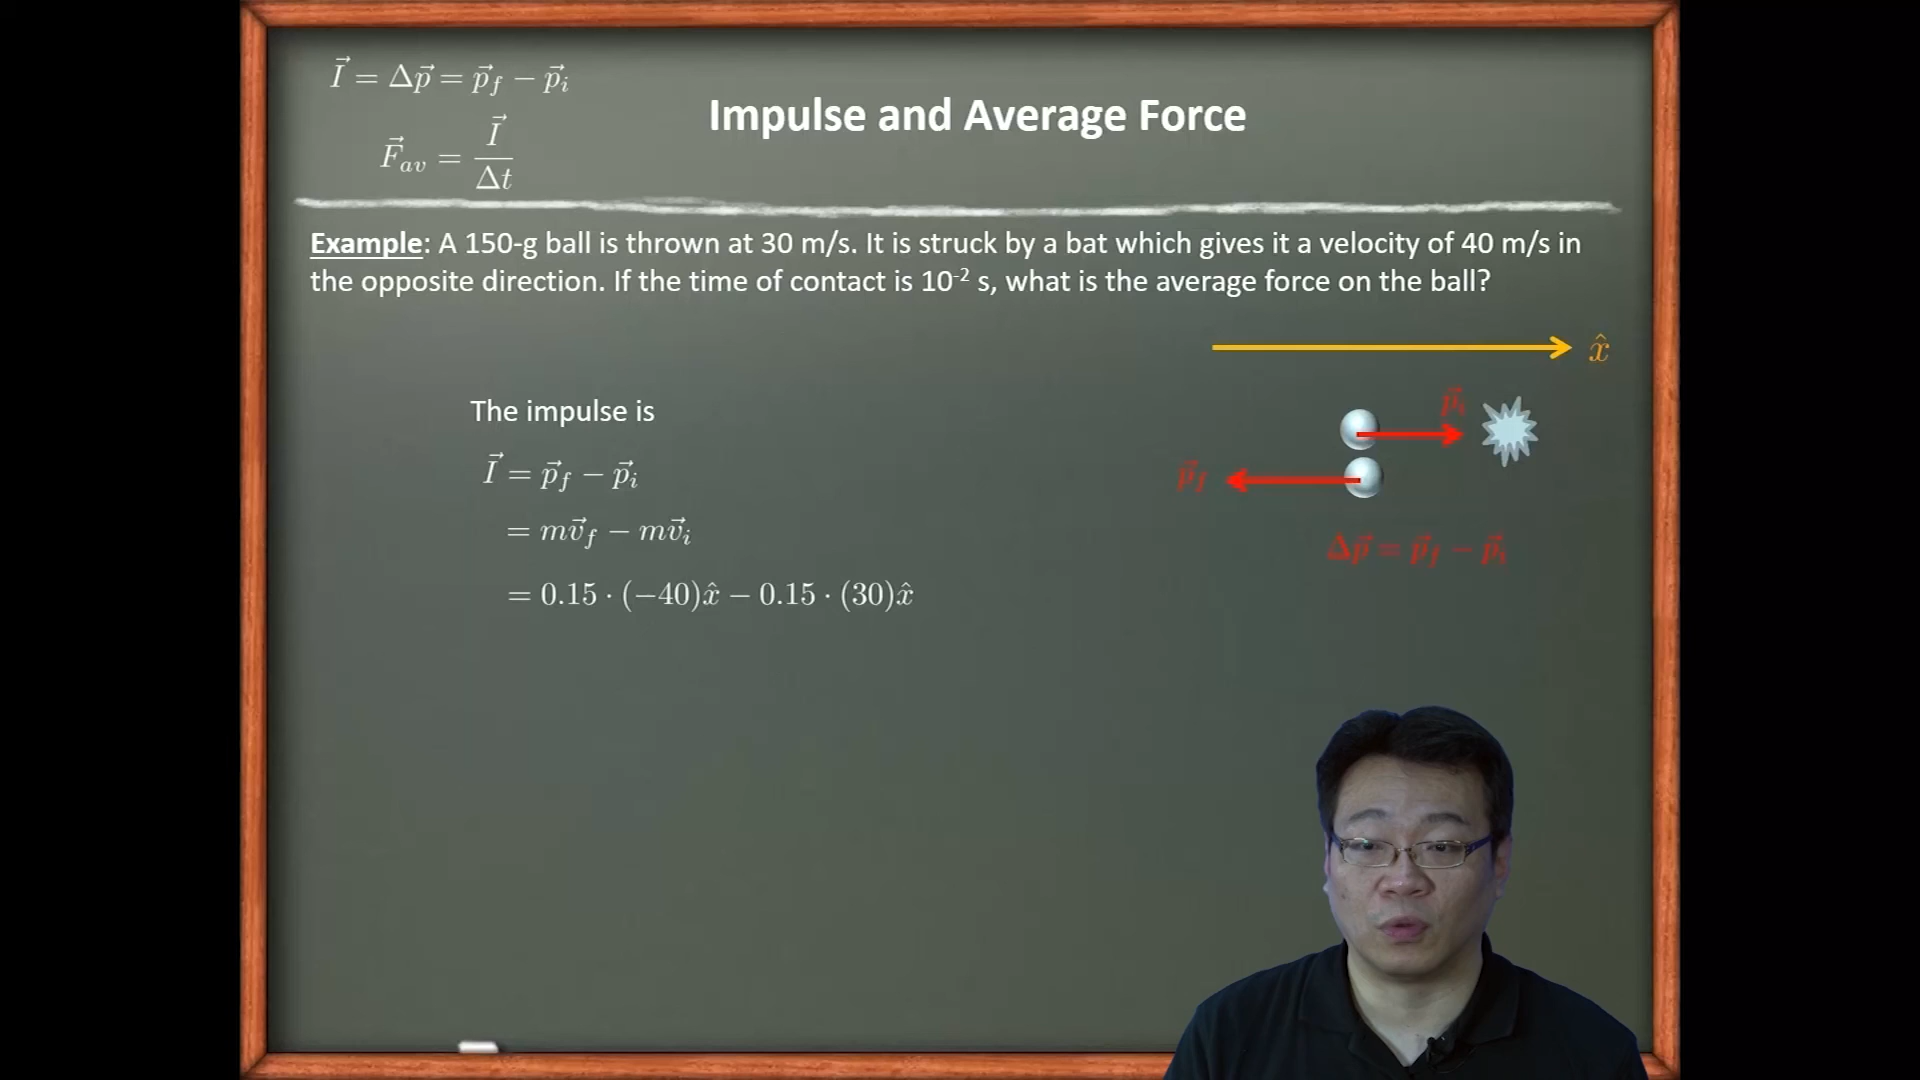 I⃗ = Δp⃗ = p⃗_f − p⃗_i
F⃗_av = I⃗ / Δt
Impulse and Average Force
Example: A 150-g ball is thrown at 30 m/s. It is struck by a bat which gives it a velocity of 40 m/s in
the opposite direction. If the time of contact is 10⁻² s, what is the average force on the ball?
x̂
The impulse is
p⃗_i
I⃗ = p⃗_f − p⃗_i
p⃗_f
= mv⃗_f − mv⃗_i
Δp⃗ = p⃗_f − p⃗_i
= 0.15 · (−40)x̂ − 0.15 · (30)x̂